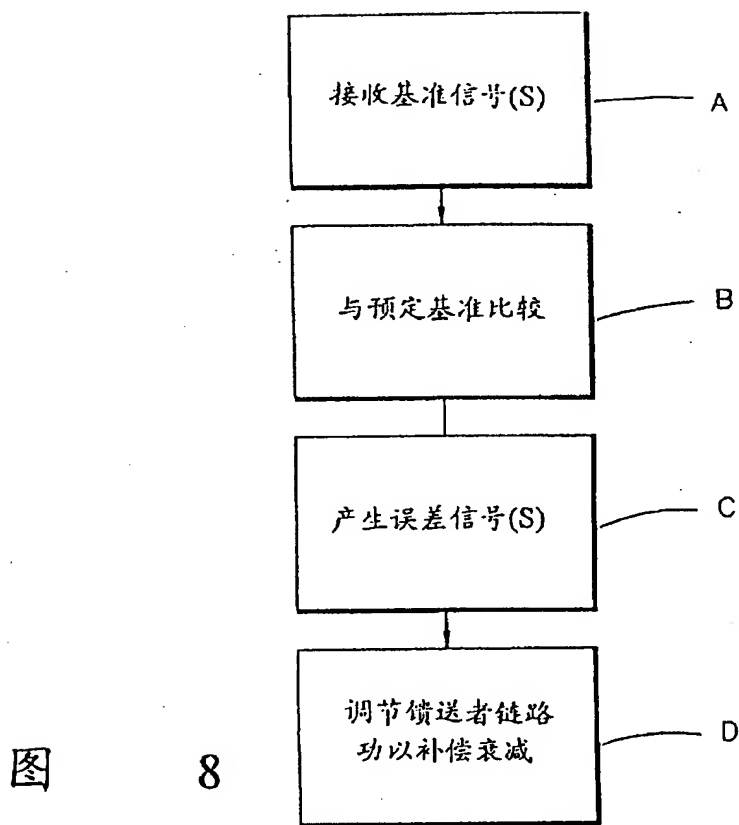 接收基准信号(S)
A
与预定基准比较
B
产生误差信号(S)
C
调节馈送者链路
功以补偿衰减
D
图 8